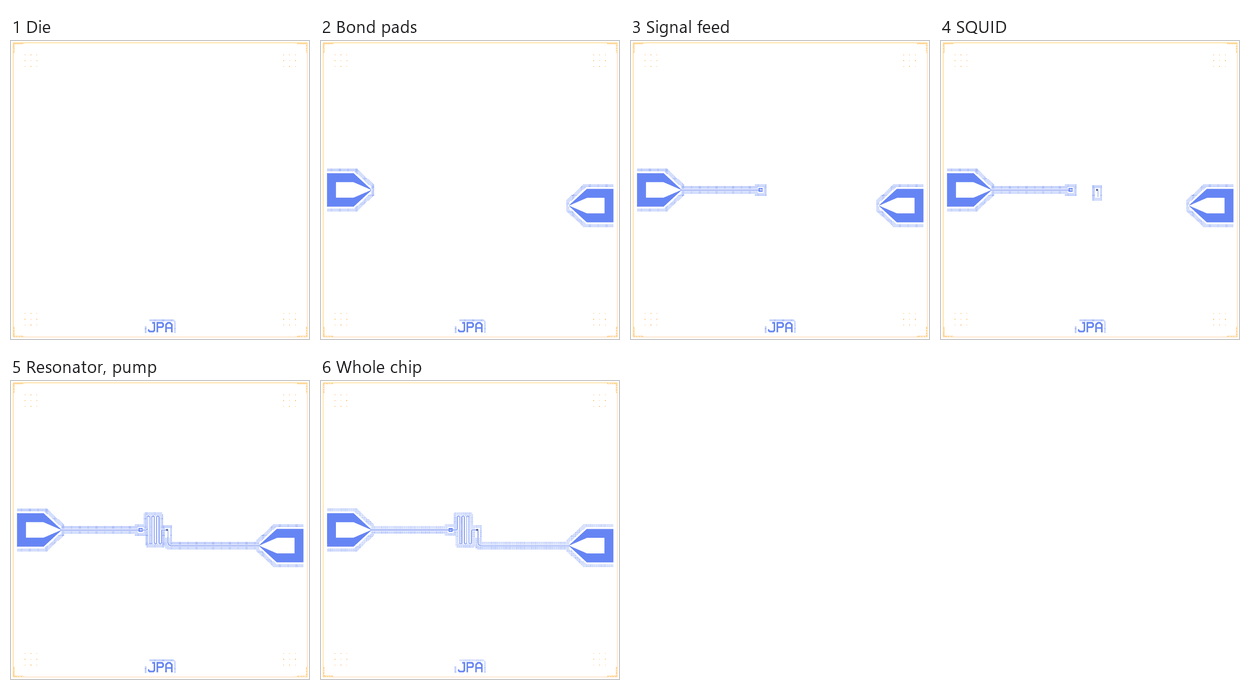 1 Die
2 Bond pads
3 Signal feed
4 SQUID
JPA
JPA
JPA
JPA
5 Resonator, pump
6 Whole chip
JPA
JPA